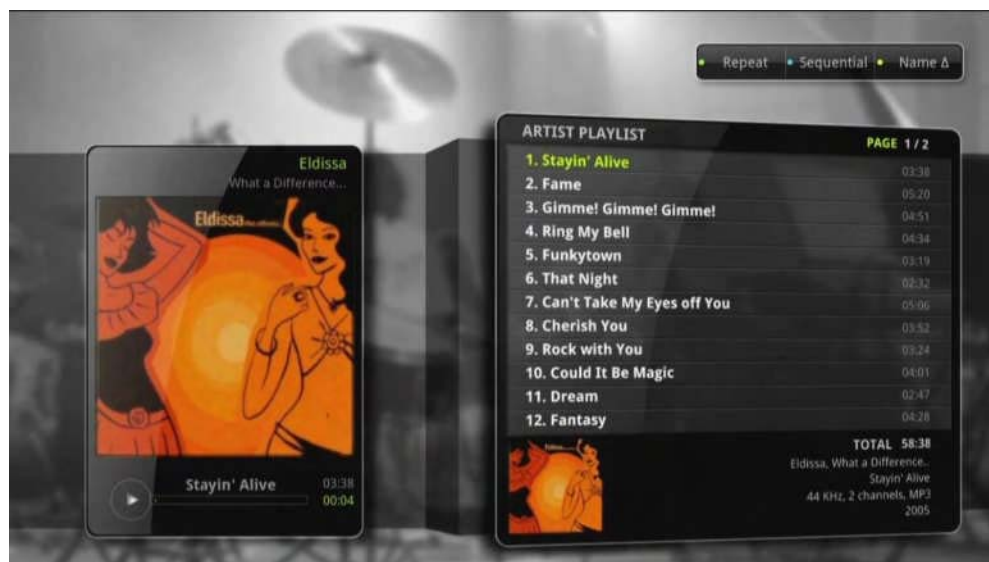 Repeat Sequential Name Δ
Eldissa
What a Difference...
Eldissa
Stayin' Alive 03:38
00:04
ARTIST PLAYLIST PAGE 1/2
1. Stayin' Alive 03:38
2. Fame 05:20
3. Gimme! Gimme! Gimme! 04:51
4. Ring My Bell 04:34
5. Funkytown 03:19
6. That Night 02:32
7. Can't Take My Eyes off You 05:06
8. Cherish You 03:52
9. Rock with You 03:24
10. Could It Be Magic 04:01
11. Dream 02:47
12. Fantasy 04:28
Eldissa
TOTAL 58:38
Eldissa, What a Difference..
Stayin' Alive
44 KHz, 2 channels, MP3
2005